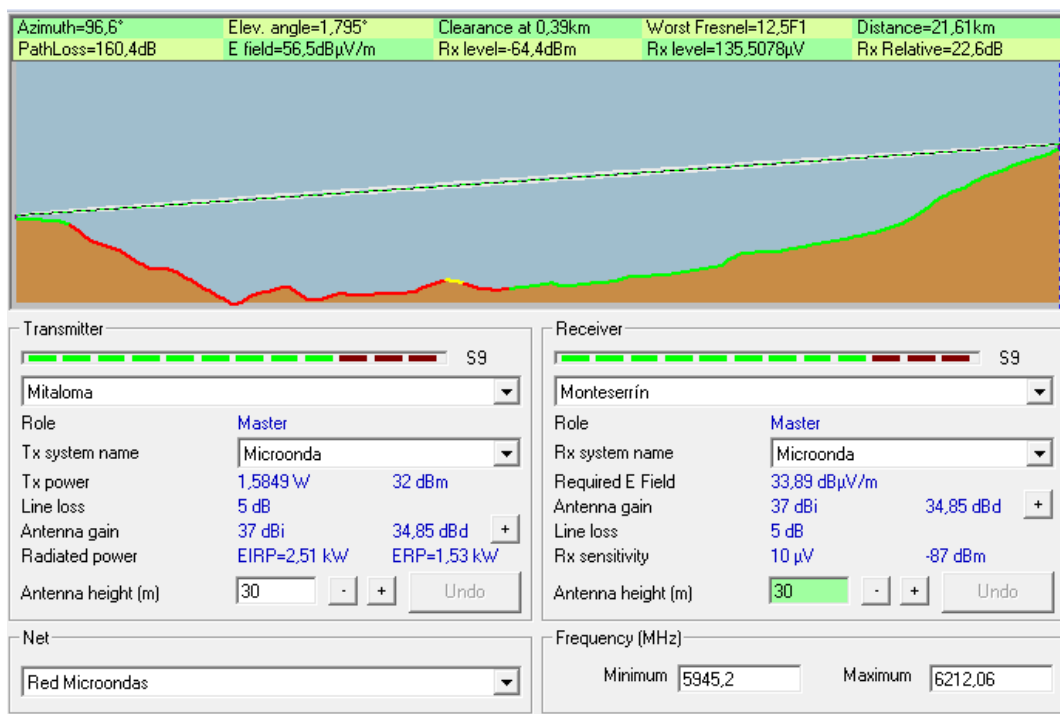 Azimuth=96,6° Elev. angle=1,795° Clearance at 0,39km Worst Fresnel=12,5F1 Distance=21,61km
PathLoss=160,4dB E field=56,5dBµV/m Rx level=-64,4dBm Rx level=135,5078µV Rx Relative=22,6dB
Transmitter
S9
Mitaloma
Role Master
Tx system name Microonda
Tx power 1,5849 W 32 dBm
Line loss 5 dB
Antenna gain 37 dBi 34,85 dBd +
Radiated power EIRP=2,51 kW ERP=1,53 kW
Antenna height (m) 30 - + Undo
Receiver
S9
Monteserrín
Role Master
Rx system name Microonda
Required E Field 33,89 dBµV/m
Antenna gain 37 dBi 34,85 dBd +
Line loss 5 dB
Rx sensitivity 10 µV -87 dBm
Antenna height (m) 30 - + Undo
Net
Red Microondas
Frequency (MHz)
Minimum 5945,2 Maximum 6212,06